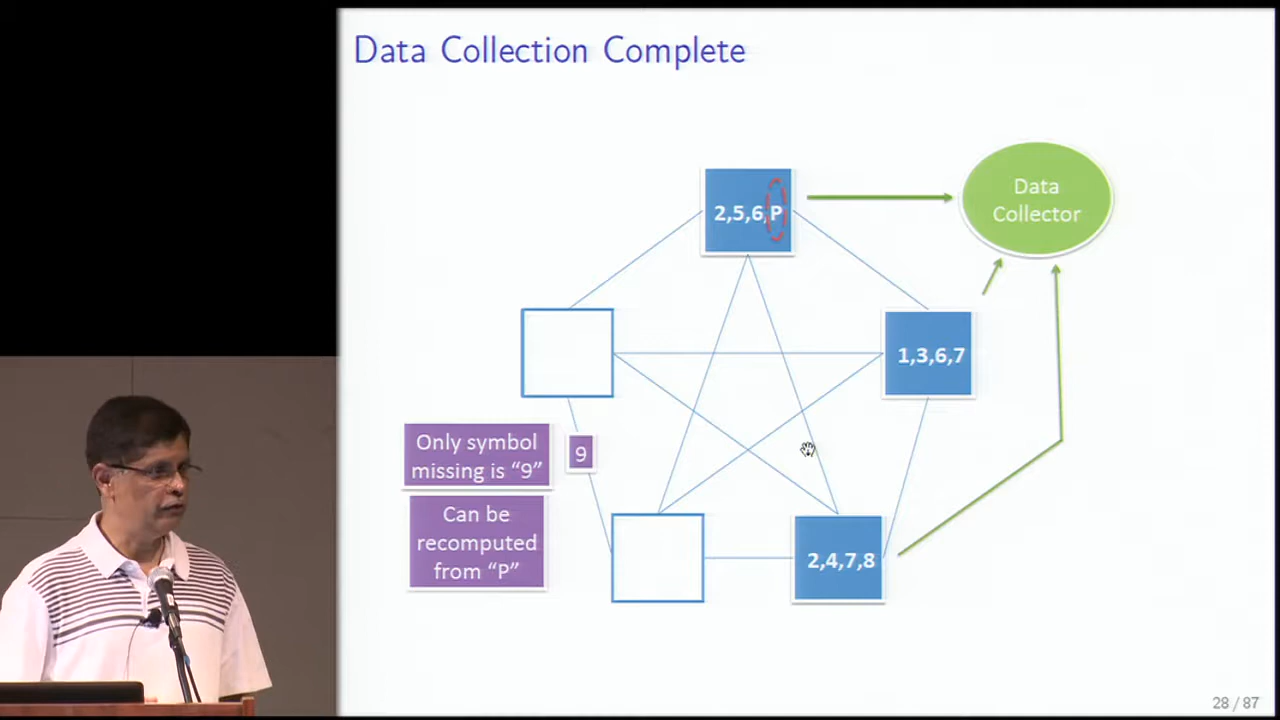 Data Collection Complete
2,5,6,P
Data
Collector
1,3,6,7
Only symbol
missing is “9”
9
Can be
recomputed
from “P”
2,4,7,8
28 / 87